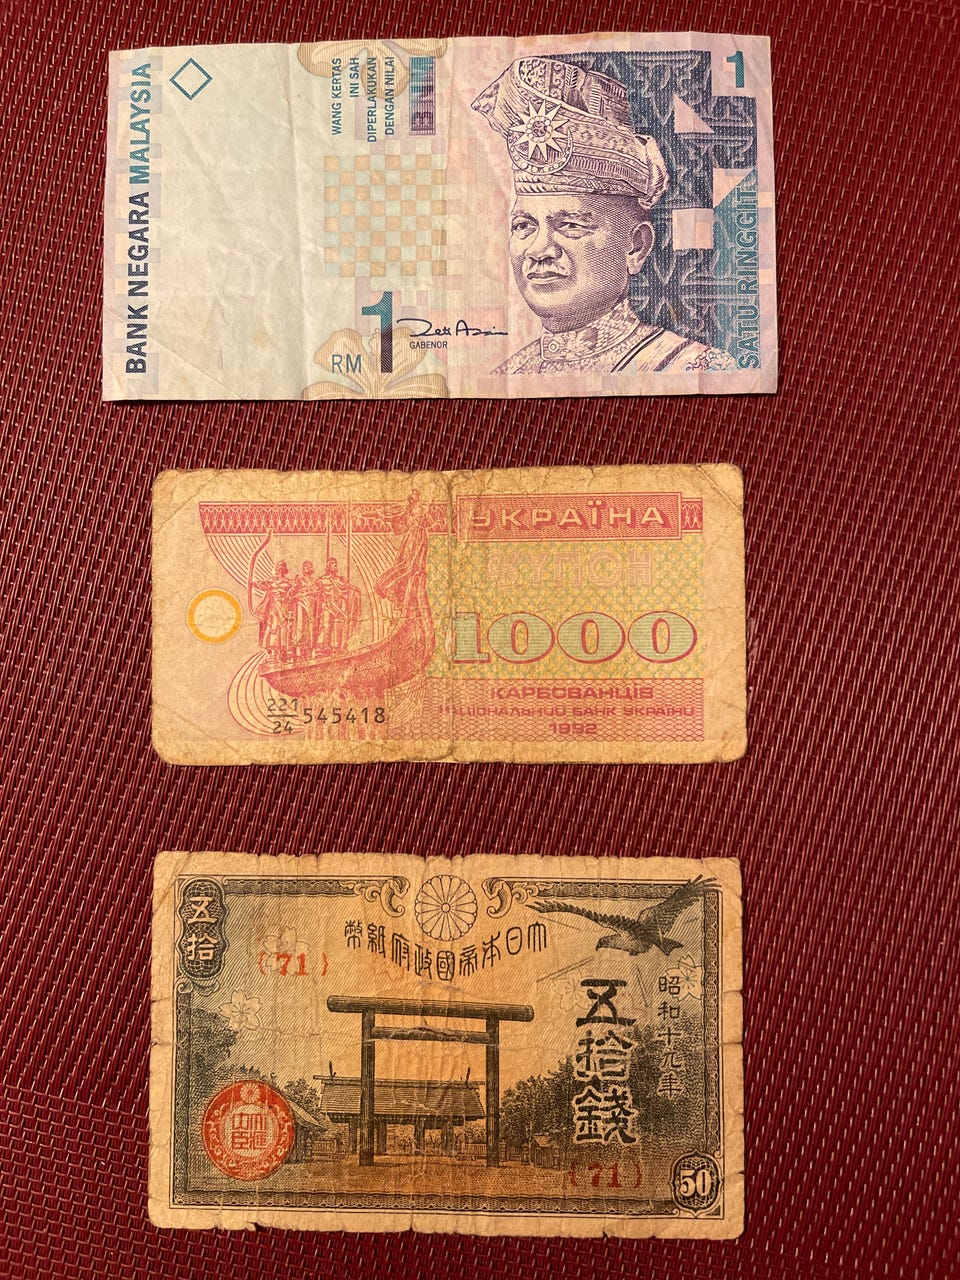 BANK NEGARA MALAYSIA
WANG KERTAS
INI SAH
DIPERLAKUKAN
DENGAN NILAI
1
SATU RINGGIT
RM 1
GABENOR
УКРАЇНА
КУПОН
1000
КАРБОВАНЦІВ
НАЦІОНАЛЬНИЙ БАНК УКРАЇНИ
1992
221/24 545418
五拾
幣紙府政國帝本日大
{71}
五拾錢
昭和十九年
{71}
50